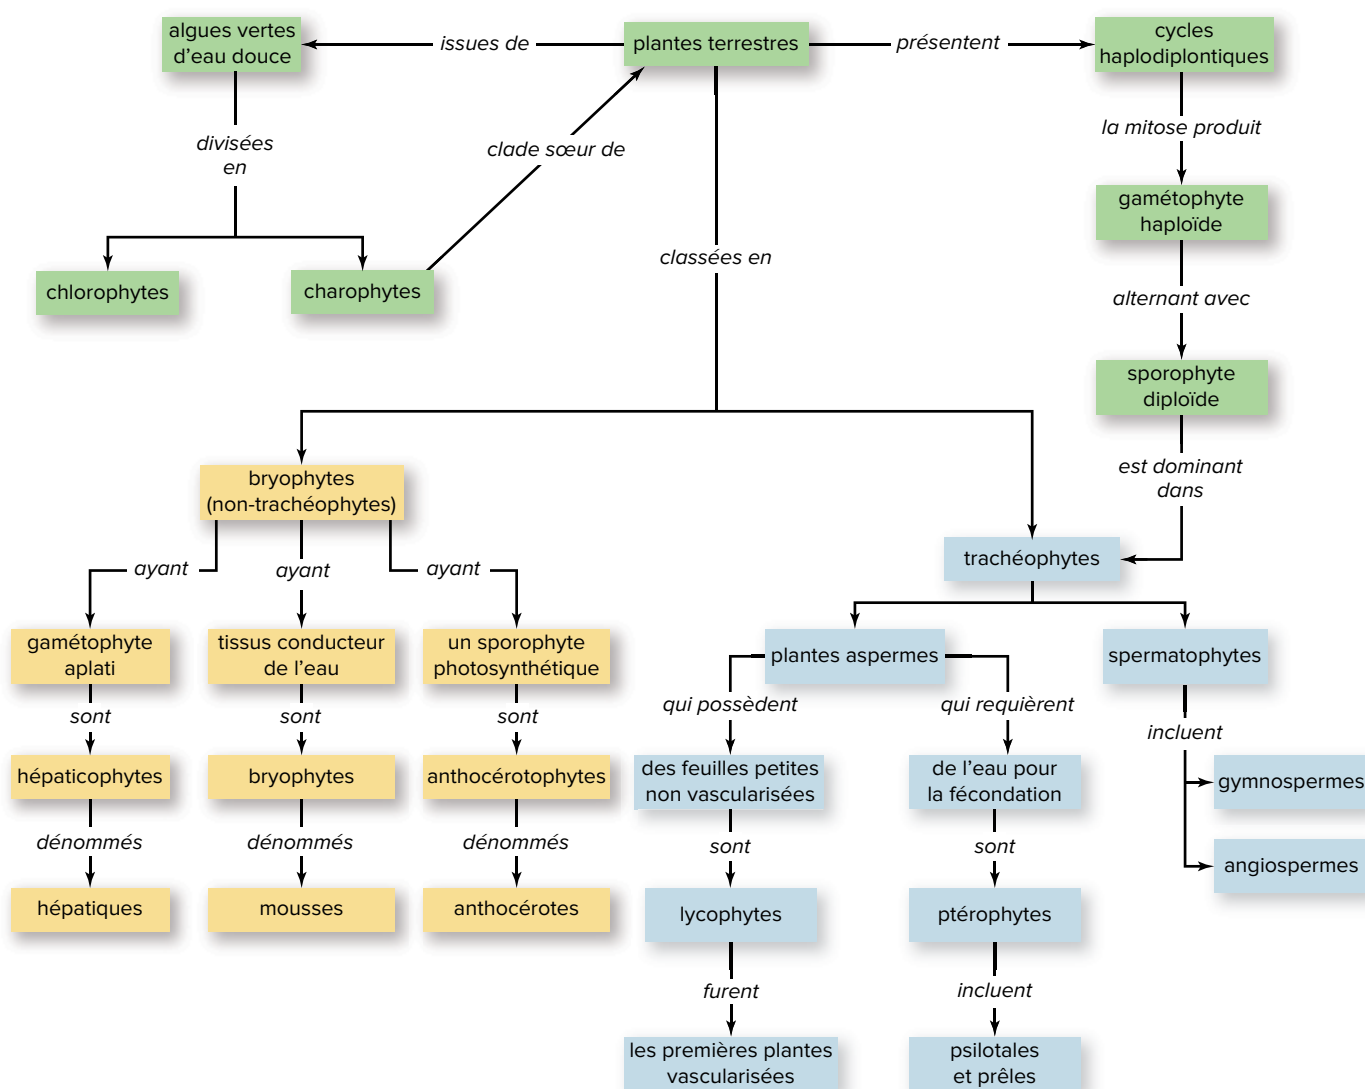 algues vertes
d'eau douce
issues de
plantes terrestres
présentent
cycles
haplodiplontiques
divisées
en
clade sœur de
la mitose produit
gamétophyte
haploïde
classées en
chlorophytes
charophytes
alternant avec
sporophyte
diploïde
est dominant
dans
bryophytes
(non-trachéophytes)
trachéophytes
ayant
ayant
ayant
gamétophyte
aplati
tissus conducteur
de l'eau
un sporophyte
photosynthétique
plantes aspermes
spermatophytes
sont
sont
sont
qui possèdent
qui requièrent
incluent
hépaticophytes
bryophytes
anthocérotophytes
des feuilles petites
non vascularisées
de l'eau pour
la fécondation
gymnospermes
dénommés
dénommés
dénommés
sont
sont
angiospermes
hépatiques
mousses
anthocérotes
lycophytes
ptérophytes
furent
incluent
les premières plantes
vascularisées
psilotales
et prêles